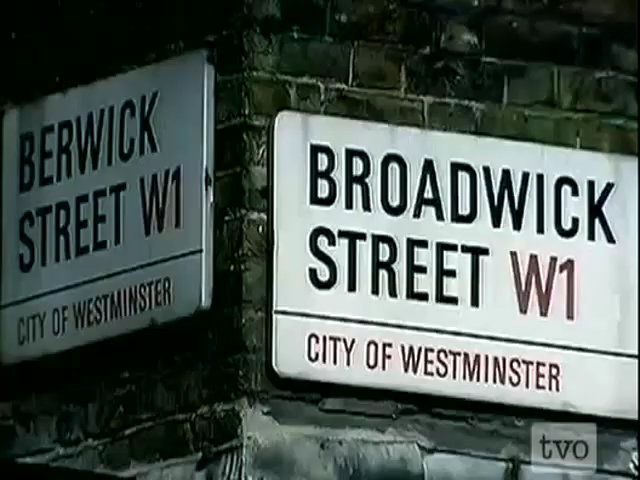 BERWICK
STREET W1
CITY OF WESTMINSTER
BROADWICK
STREET W1
CITY OF WESTMINSTER
tvo